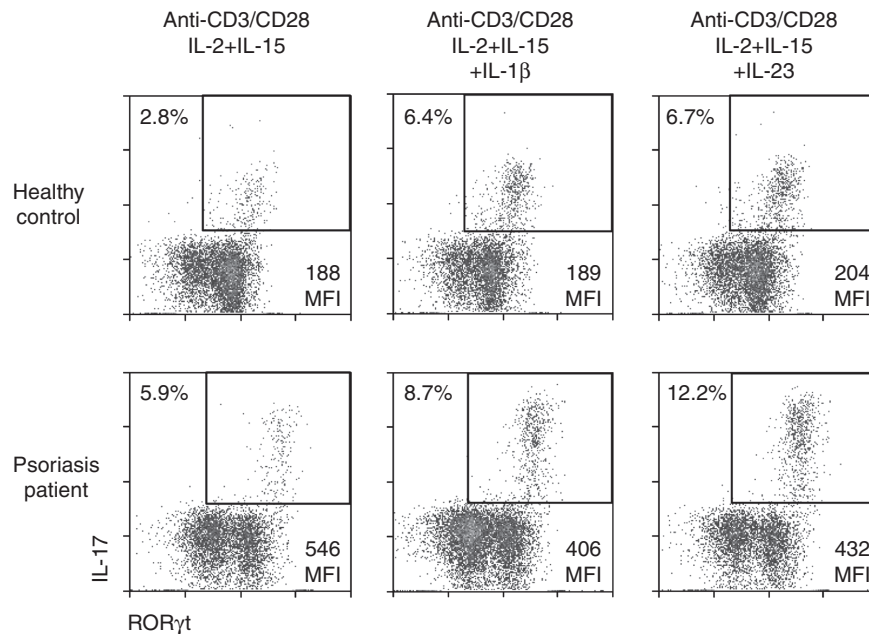 Anti-CD3/CD28
IL-2+IL-15
Anti-CD3/CD28
IL-2+IL-15
+IL-1β
Anti-CD3/CD28
IL-2+IL-15
+IL-23
Healthy
control
2.8%
188
MFI
6.4%
189
MFI
6.7%
204
MFI
Psoriasis
patient
5.9%
546
MFI
8.7%
406
MFI
12.2%
432
MFI
IL-17
RORγt